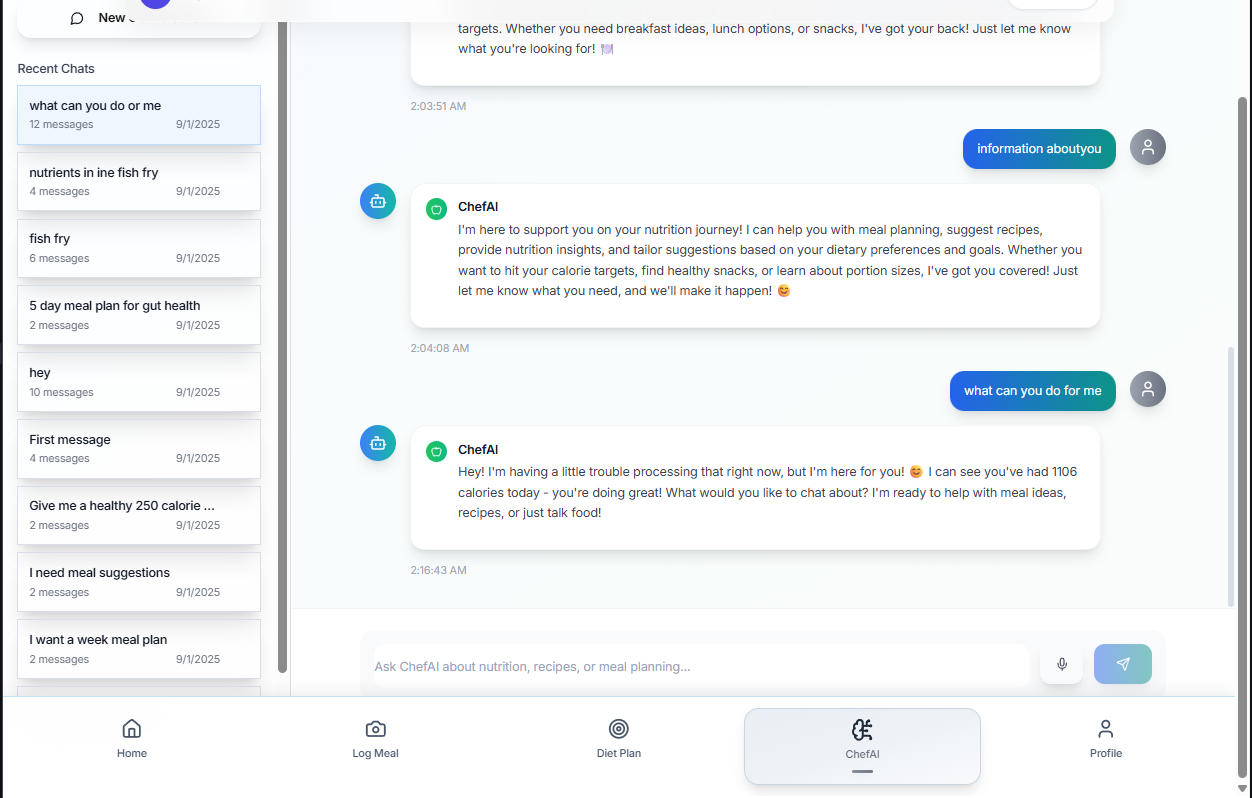 New
Recent Chats
what can you do or me
12 messages 9/1/2025
nutrients in ine fish fry
4 messages 9/1/2025
fish fry
6 messages 9/1/2025
5 day meal plan for gut health
2 messages 9/1/2025
hey
10 messages 9/1/2025
First message
4 messages 9/1/2025
Give me a healthy 250 calorie ...
2 messages 9/1/2025
I need meal suggestions
2 messages 9/1/2025
I want a week meal plan
2 messages 9/1/2025
targets. Whether you need breakfast ideas, lunch options, or snacks, I've got your back! Just let me know
what you're looking for! 🍽️
2:03:51 AM
information aboutyou
ChefAI
I'm here to support you on your nutrition journey! I can help you with meal planning, suggest recipes,
provide nutrition insights, and tailor suggestions based on your dietary preferences and goals. Whether you
want to hit your calorie targets, find healthy snacks, or learn about portion sizes, I've got you covered! Just
let me know what you need, and we'll make it happen! 😊
2:04:08 AM
what can you do for me
ChefAI
Hey! I'm having a little trouble processing that right now, but I'm here for you! 😊 I can see you've had 1106
calories today - you're doing great! What would you like to chat about? I'm ready to help with meal ideas,
recipes, or just talk food!
2:16:43 AM
Ask ChefAI about nutrition, recipes, or meal planning...
Home
Log Meal
Diet Plan
ChefAI
Profile